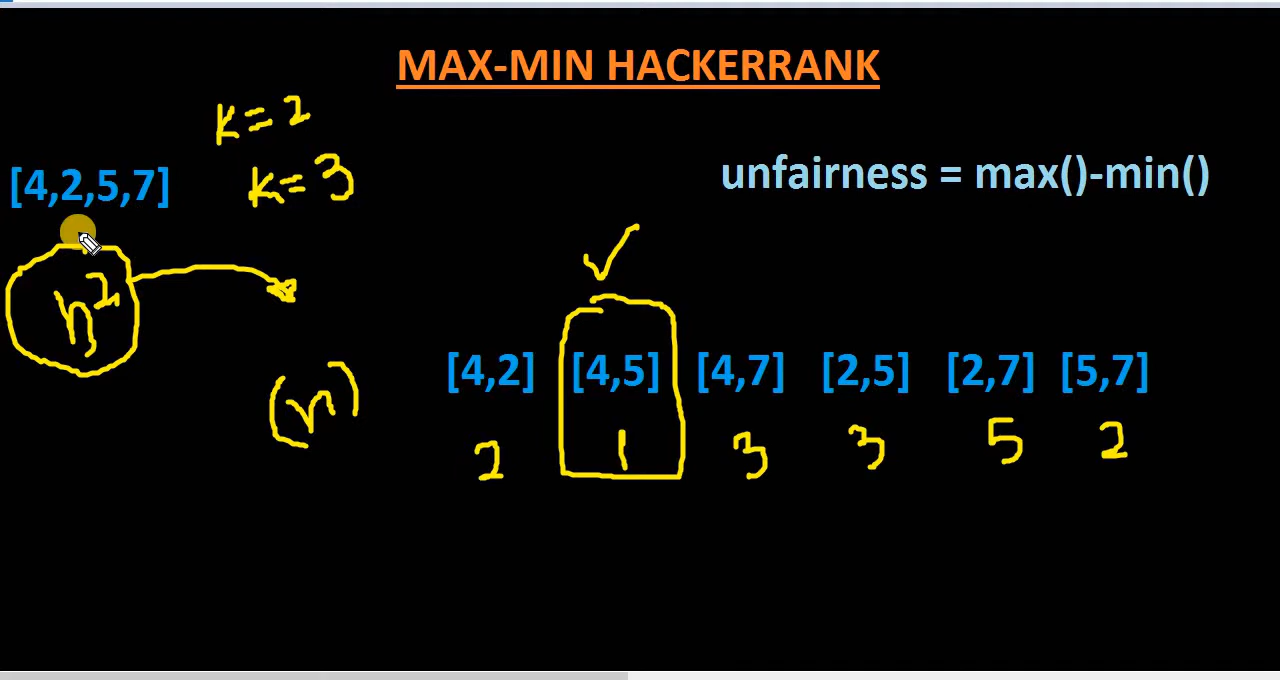 MAX-MIN HACKERRANK
k=2
k=3
[4,2,5,7]
unfairness = max()-min()
n²
(n)
[4,2] [4,5] [4,7] [2,5] [2,7] [5,7]
2 1 3 3 5 2